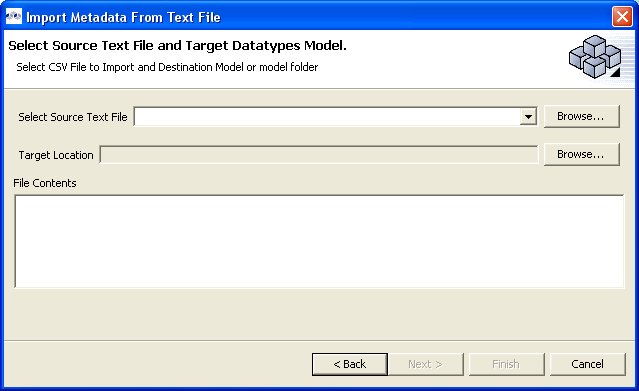 Import Metadata From Text File
Select Source Text File and Target Datatypes Model.
Select CSV File to Import and Destination Model or model folder
Select Source Text File
Browse...
Target Location
Browse...
File Contents
< Back
Next >
Finish
Cancel